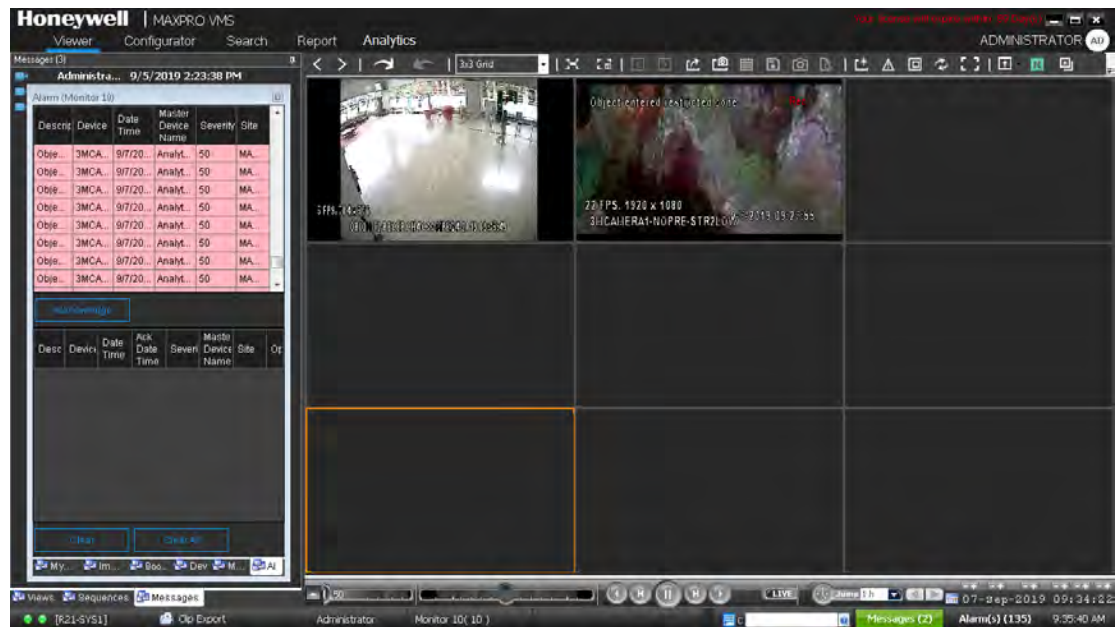 Honeywell | MAXPRO VMS
Viewer Configurator Search Report Analytics
ADMINISTRATOR AD
Messages (3)
Administra... 9/5/2019 2:23:38 PM
3x3 Grid
Alarm (Monitor 10)
Descrip Device Date Time Master Device Name Severity Site
Obje... 3MCA... 9/7/20... Analyt... 50 MA...
Obje... 3MCA... 9/7/20... Analyt... 50 MA...
Obje... 3MCA... 9/7/20... Analyt... 50 MA...
Obje... 3MCA... 9/7/20... Analyt... 50 MA...
Obje... 3MCA... 9/7/20... Analyt... 50 MA...
Obje... 3MCA... 9/7/20... Analyt... 50 MA...
Obje... 3MCA... 9/7/20... Analyt... 50 MA...
Obje... 3MCA... 9/7/20... Analyt... 50 MA...
Acknowledge
Desc Device Date Time Ack Date Time Severi Maste Device Name Site Op
Clear Clear All
My... Im... Boo... Dev M... Al
Object entered restricted zone
22 FPS, 1920 x 1080
3MCAMERA1-NOPRE-STR2LOW
Views Sequences Messages
50 LIVE Jump 1 h 07-Sep-2019 09:34:22
[R21-SYS1] Clip Export Administrator Monitor 10( 10 ) C Messages (2) Alarm(s) (135) 9:35:40 AM